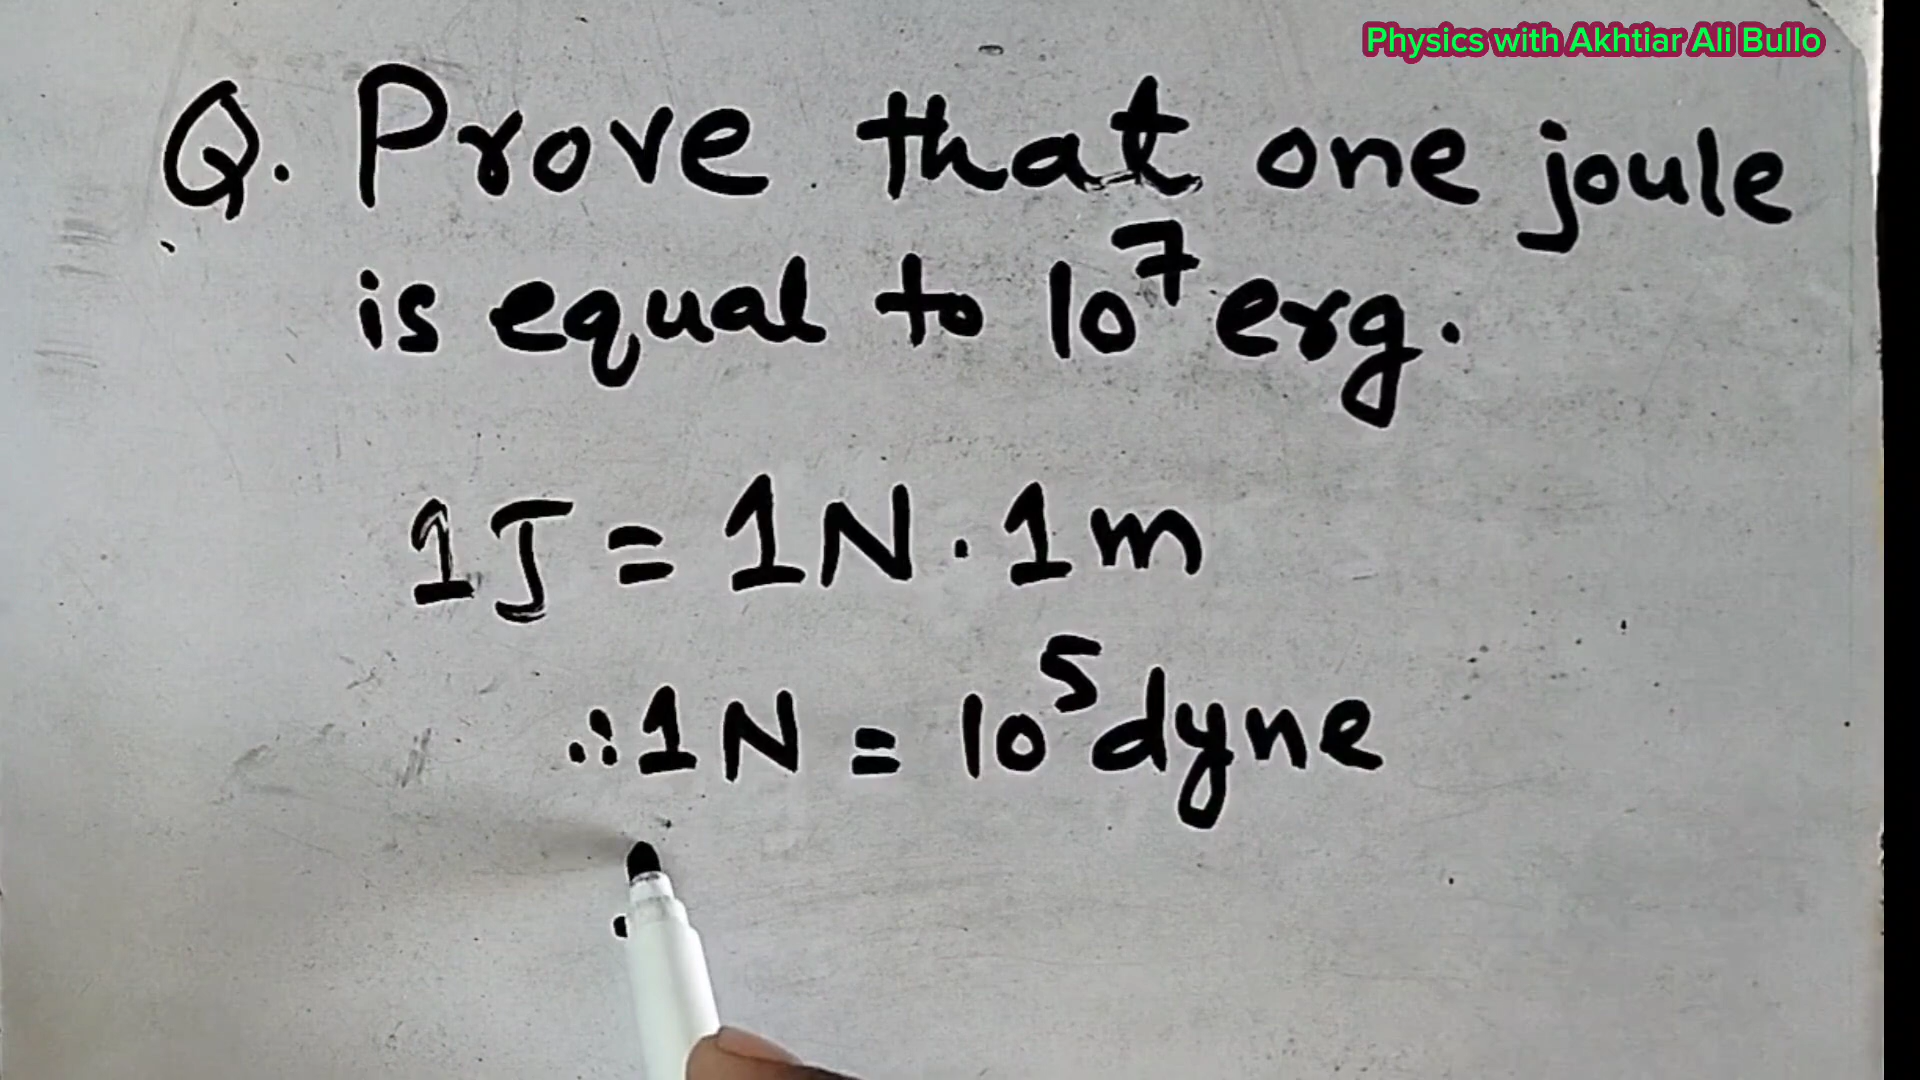 Physics with Akhtiar Ali Bullo
Q. Prove that one joule
is equal to 10⁷ erg.
1J = 1N . 1m
∴ 1N = 10⁵ dyne